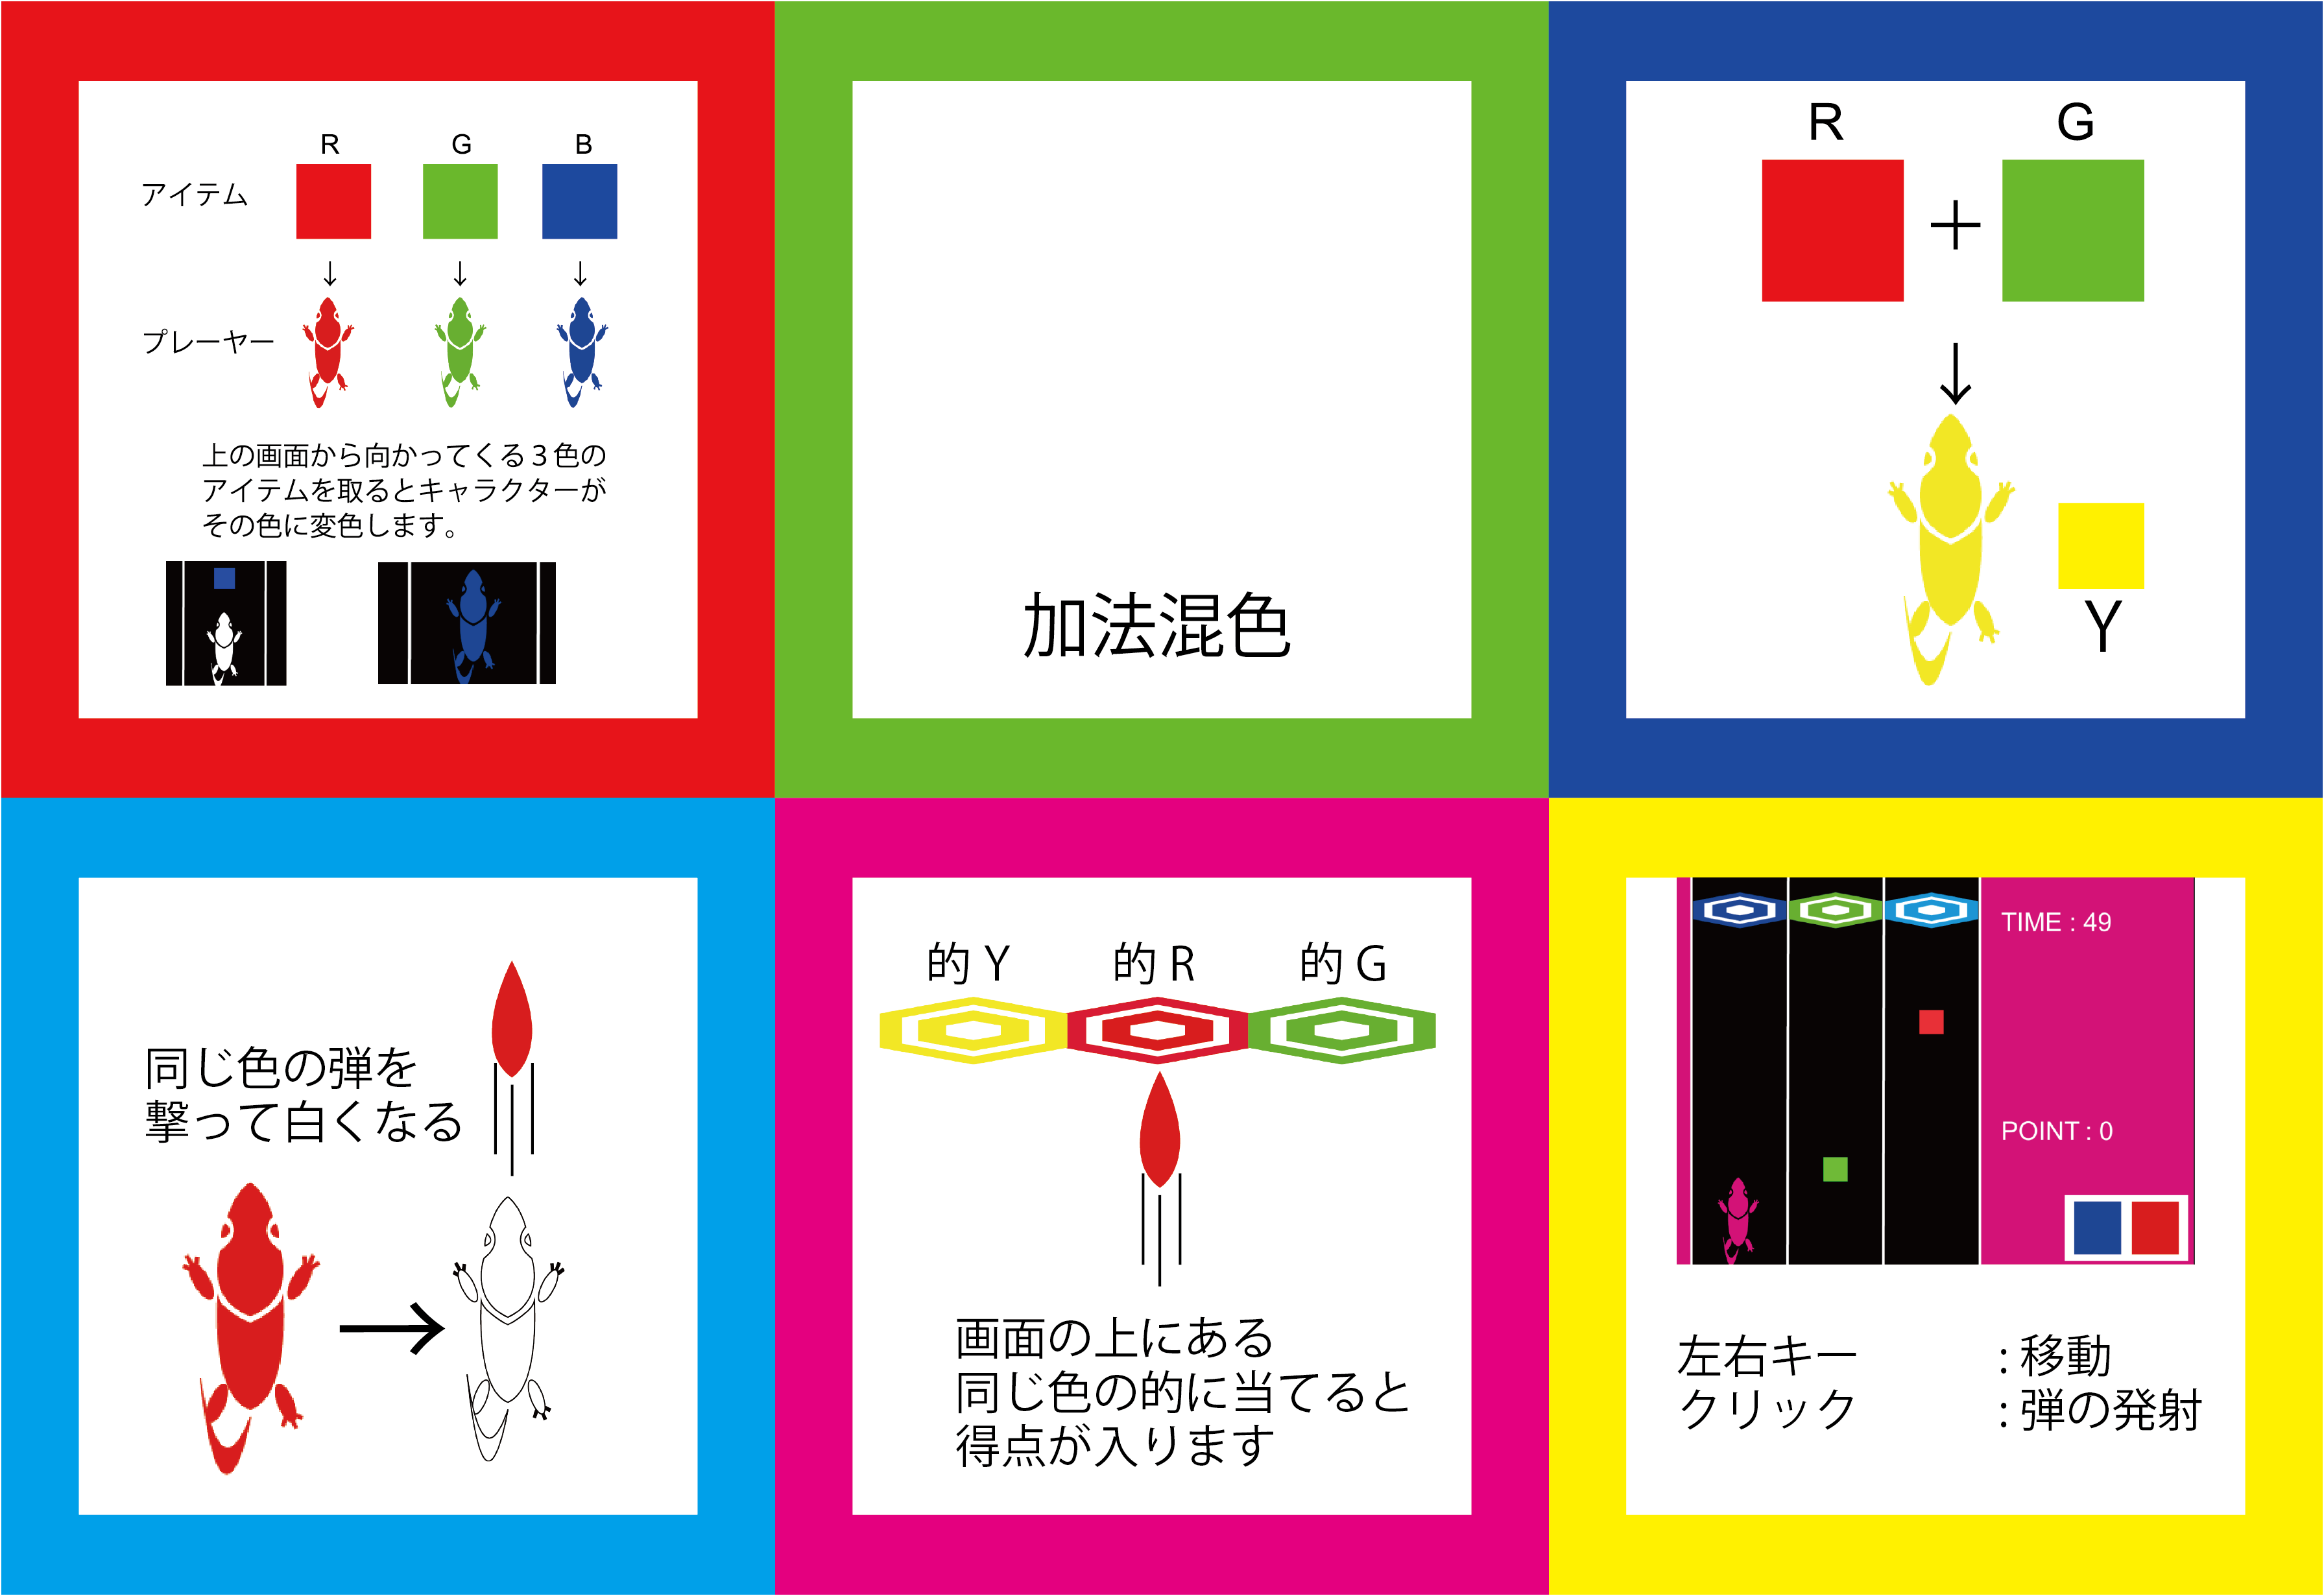 R G B
アイテム
↓ ↓ ↓
プレーヤー
上の画面から向かってくる３色の
アイテムを取るとキャラクターが
その色に変色します。
加法混色
R G
+
↓
Y
同じ色の弾を
撃って白くなる
→
的 Y 的 R 的 G
画面の上にある
同じ色の的に当てると
得点が入ります
TIME : 49
POINT : 0
左右キー : 移動
クリック : 弾の発射